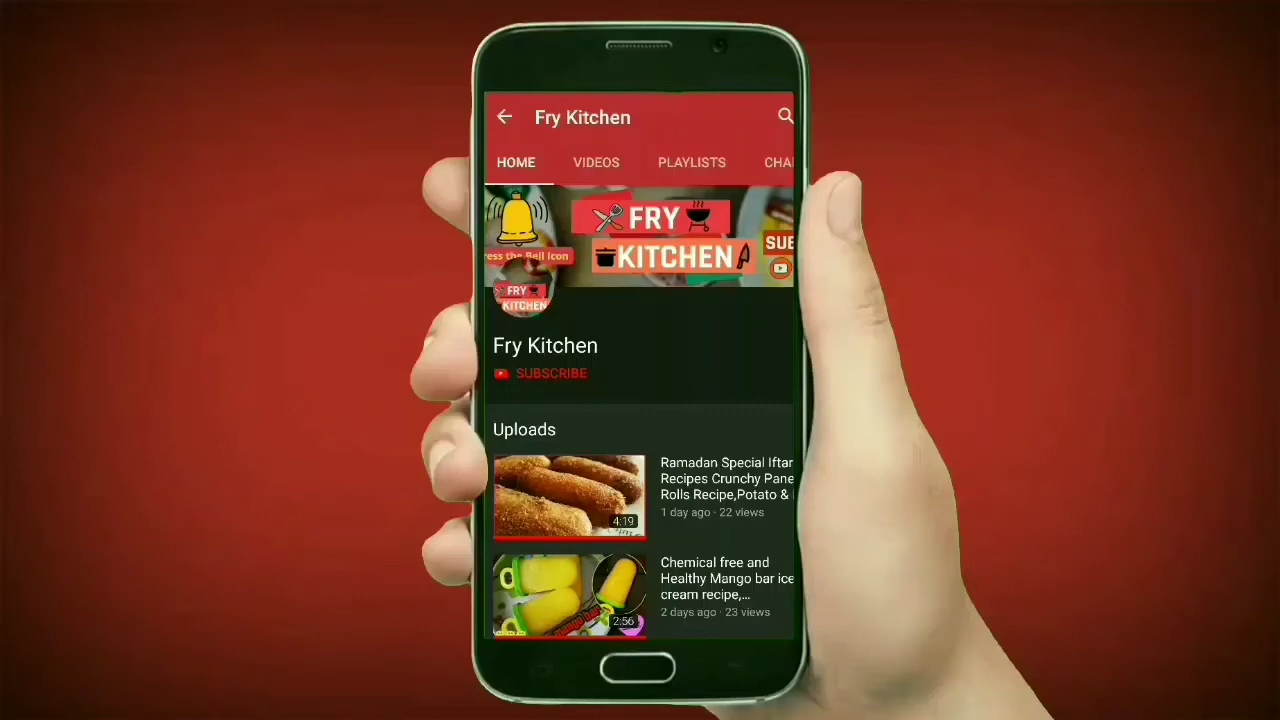 Fry Kitchen
HOME VIDEOS PLAYLISTS CHA
FRY
KITCHEN
SUB
ress the Bell Icon
FRY
KITCHEN
Fry Kitchen
SUBSCRIBE
Uploads
Ramadan Special Iftar
Recipes Crunchy Pane
Rolls Recipe,Potato &
1 day ago · 22 views
4:19
Chemical free and
Healthy Mango bar ice
cream recipe,...
2 days ago · 23 views
2:56